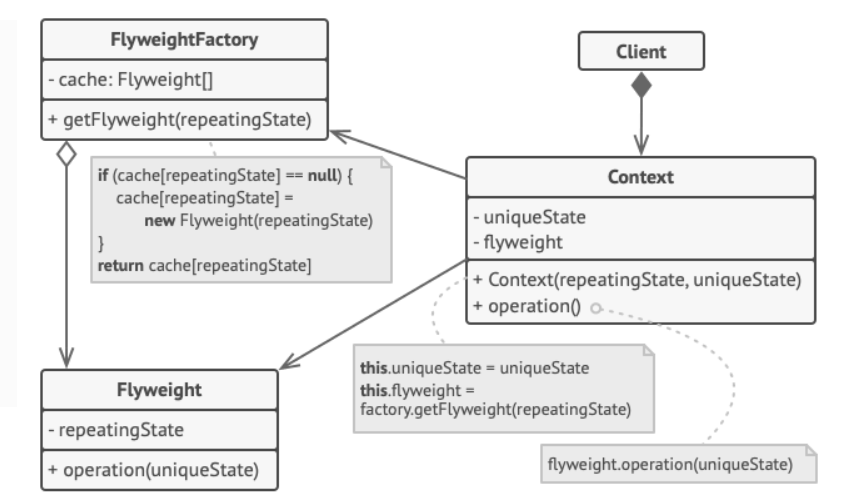 FlyweightFactory
- cache: Flyweight[]
+ getFlyweight(repeatingState)
if (cache[repeatingState] == null) {
cache[repeatingState] =
new Flyweight(repeatingState)
}
return cache[repeatingState]
Client
Context
- uniqueState
- flyweight
+ Context(repeatingState, uniqueState)
+ operation()
this.uniqueState = uniqueState
this.flyweight =
factory.getFlyweight(repeatingState)
flyweight.operation(uniqueState)
Flyweight
- repeatingState
+ operation(uniqueState)